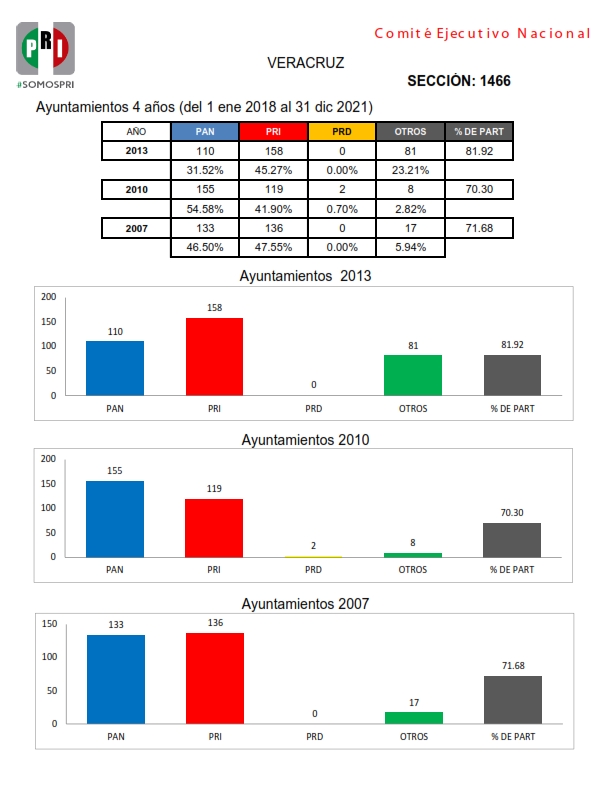 Comité Ejecutivo Nacional
PRI
#SOMOSPRI
VERACRUZ
SECCIÓN: 1466
Ayuntamientos 4 años (del 1 ene 2018 al 31 dic 2021)
AÑO PAN PRI PRD OTROS % DE PART
2013 110 158 0 81 81.92
31.52% 45.27% 0.00% 23.21%
2010 155 119 2 8 70.30
54.58% 41.90% 0.70% 2.82%
2007 133 136 0 17 71.68
46.50% 47.55% 0.00% 5.94%
Ayuntamientos 2013
200
150
100
50
0
110 158 0 81 81.92
PAN PRI PRD OTROS % DE PART
Ayuntamientos 2010
200
150
100
50
0
155 119 2 8 70.30
PAN PRI PRD OTROS % DE PART
Ayuntamientos 2007
150
100
50
0
133 136 0 17 71.68
PAN PRI PRD OTROS % DE PART